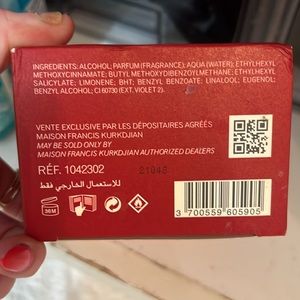 INGREDIENTS: ALCOHOL; PARFUM (FRAGRANCE); AQUA (WATER); ETHYLHEXYL
METHOXYCINNAMATE; BUTYL METHOXYDIBENZOYLMETHANE; ETHYLHEXYL
SALICYLATE; LIMONENE; BHT; BENZYL BENZOATE; LINALOOL; EUGENOL;
BENZYL ALCOHOL; CI 60730 (EXT. VIOLET 2).
VENTE EXCLUSIVE PAR LES DÉPOSITAIRES AGRÉÉS
MAISON FRANCIS KURKDJIAN
MAY BE SOLD ONLY BY
MAISON FRANCIS KURKDJIAN AUTHORIZED DEALERS
RÉF. 1042302
للاستعمال الخارجي فقط
36M
3 700559 605905